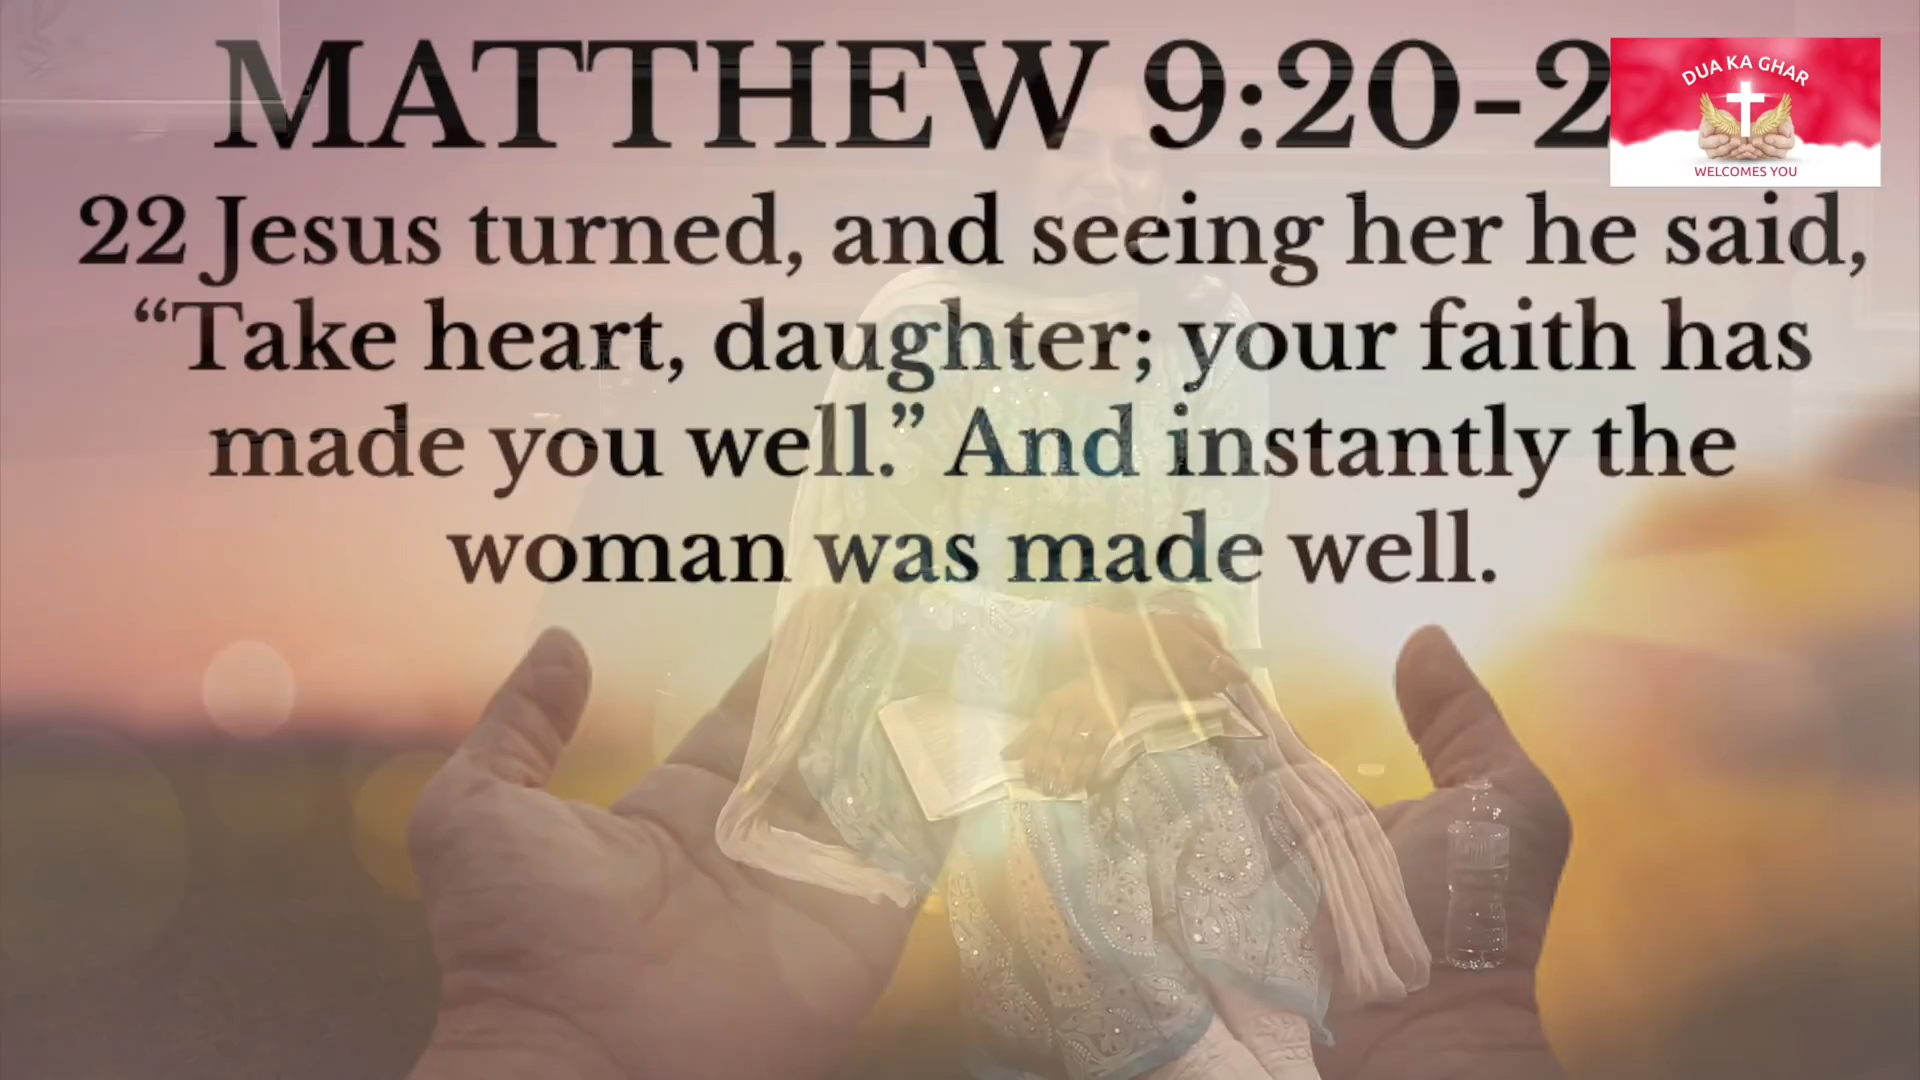 MATTHEW 9:20-2
DUA KA GHAR
WELCOMES YOU
22 Jesus turned, and seeing her he said,
“Take heart, daughter; your faith has
made you well.” And instantly the
woman was made well.